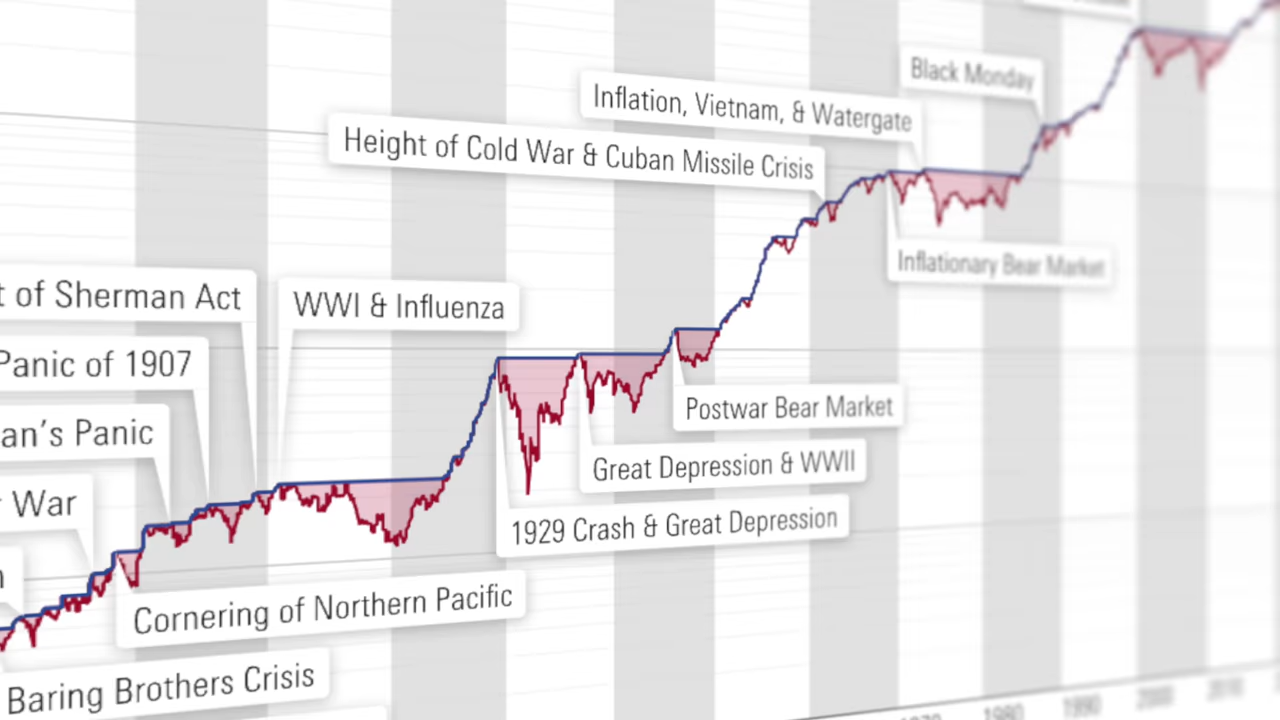 Black Monday
Inflation, Vietnam, & Watergate
Height of Cold War & Cuban Missile Crisis
Inflationary Bear Market
t of Sherman Act
WWI & Influenza
Panic of 1907
an's Panic
War
Postwar Bear Market
Great Depression & WWII
1929 Crash & Great Depression
Cornering of Northern Pacific
Baring Brothers Crisis
1980 1990 2000 2010